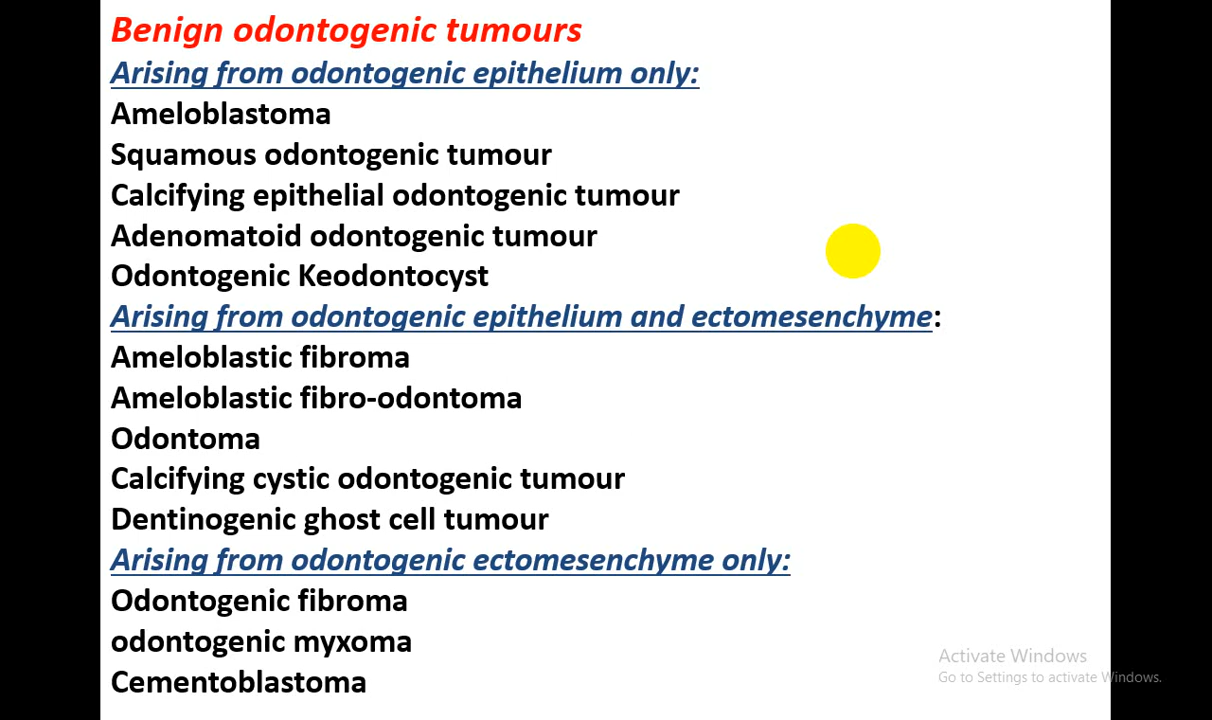 Benign odontogenic tumours
Arising from odontogenic epithelium only:
Ameloblastoma
Squamous odontogenic tumour
Calcifying epithelial odontogenic tumour
Adenomatoid odontogenic tumour
Odontogenic Keodontocyst
Arising from odontogenic epithelium and ectomesenchyme:
Ameloblastic fibroma
Ameloblastic fibro-odontoma
Odontoma
Calcifying cystic odontogenic tumour
Dentinogenic ghost cell tumour
Arising from odontogenic ectomesenchyme only:
Odontogenic fibroma
odontogenic myxoma
Cementoblastoma
Activate Windows
Go to Settings to activate Windows.